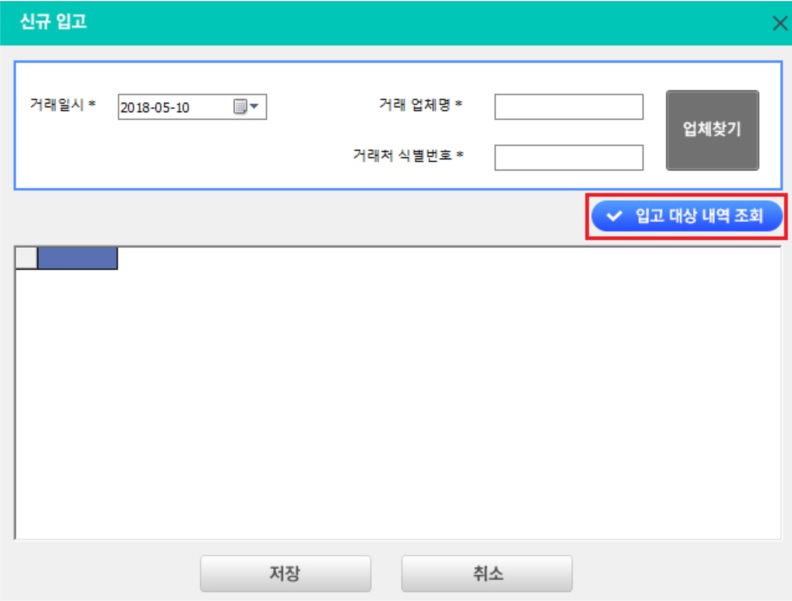 신규 입고
거래일시 * 2018-05-10 거래 업체명 * 업체찾기
거래처 식별번호 *
입고 대상 내역 조회
저장 취소